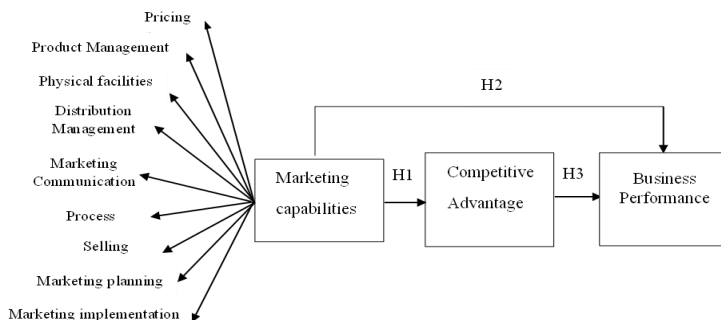 Pricing
Product Management
Physical facilities
Distribution
Management
Marketing
Communication
Process
Selling
Marketing planning
Marketing implementation
Marketing
capabilities
H1
H2
Competitive
Advantage
H3
Business
Performance